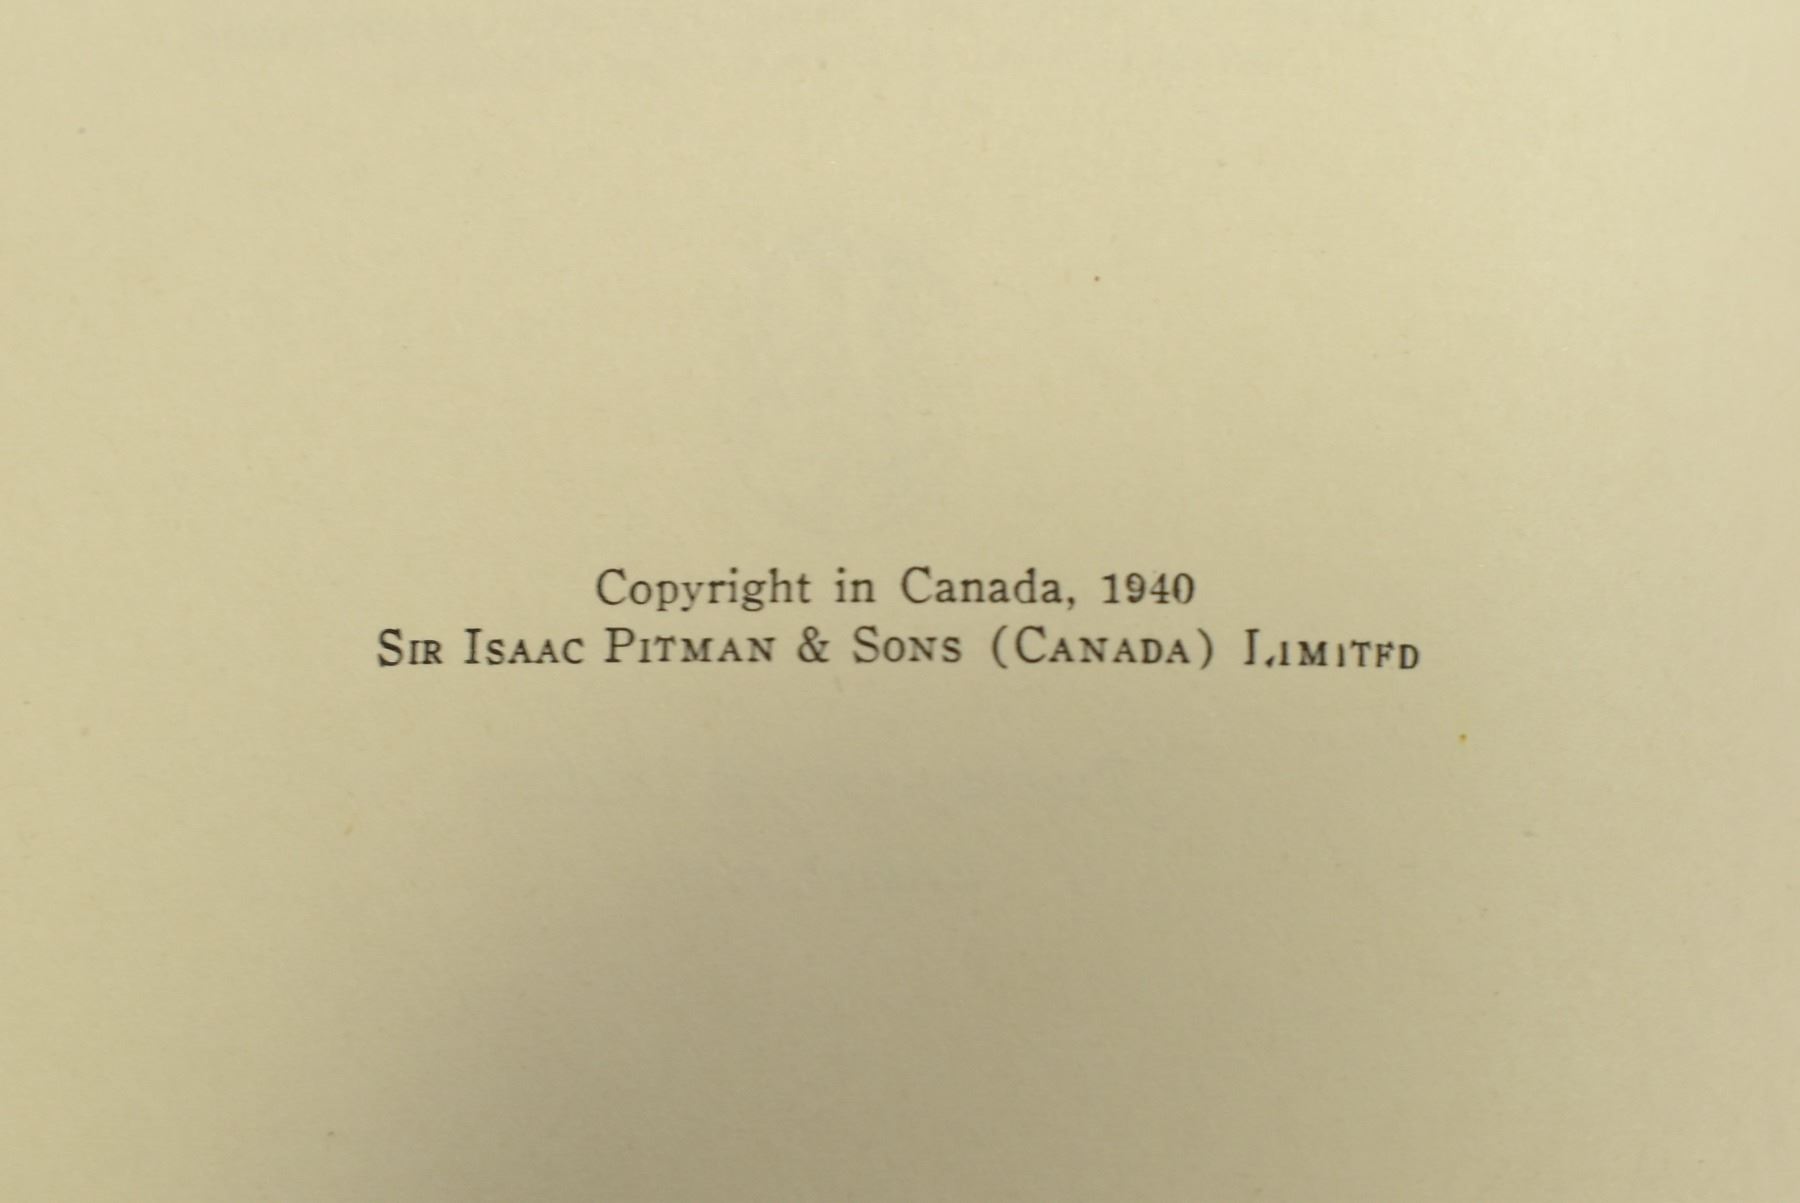 Copyright in Canada, 1940
SIR ISAAC PITMAN & SONS (CANADA) LIMITED